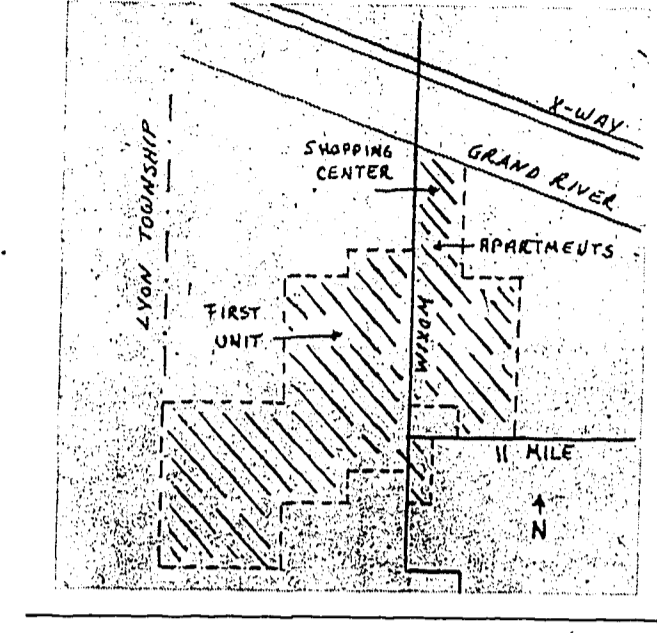 X-WAY
SHOPPING
CENTER
GRAND RIVER
LYON TOWNSHIP
APARTMENTS
FIRST
UNIT
WIXOM
11 MILE
N